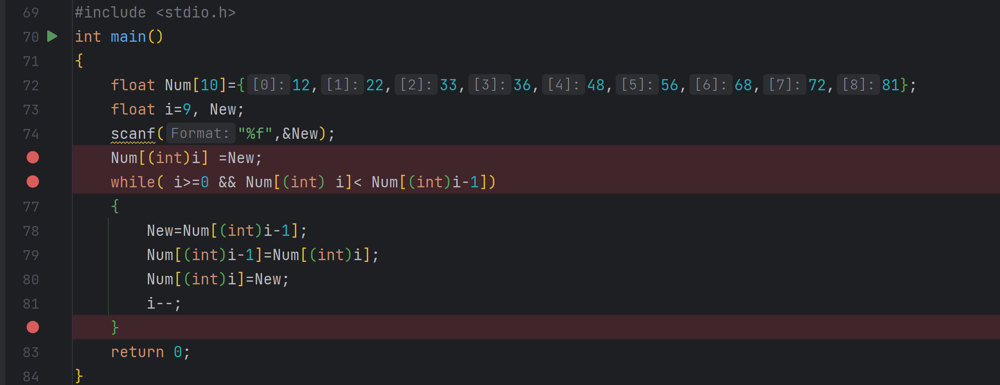 69 #include <stdio.h>
70 int main()
71 {
72     float Num[10]={[0]:12,[1]:22,[2]:33,[3]:36,[4]:48,[5]:56,[6]:68,[7]:72,[8]:81};
73     float i=9, New;
74     scanf(Format:"%f",&New);
    Num[(int)i] =New;
    while( i>=0 && Num[(int) i]< Num[(int)i-1])
77     {
78         New=Num[(int)i-1];
79         Num[(int)i-1]=Num[(int)i];
80         Num[(int)i]=New;
81         i--;
    }
83     return 0;
84 }